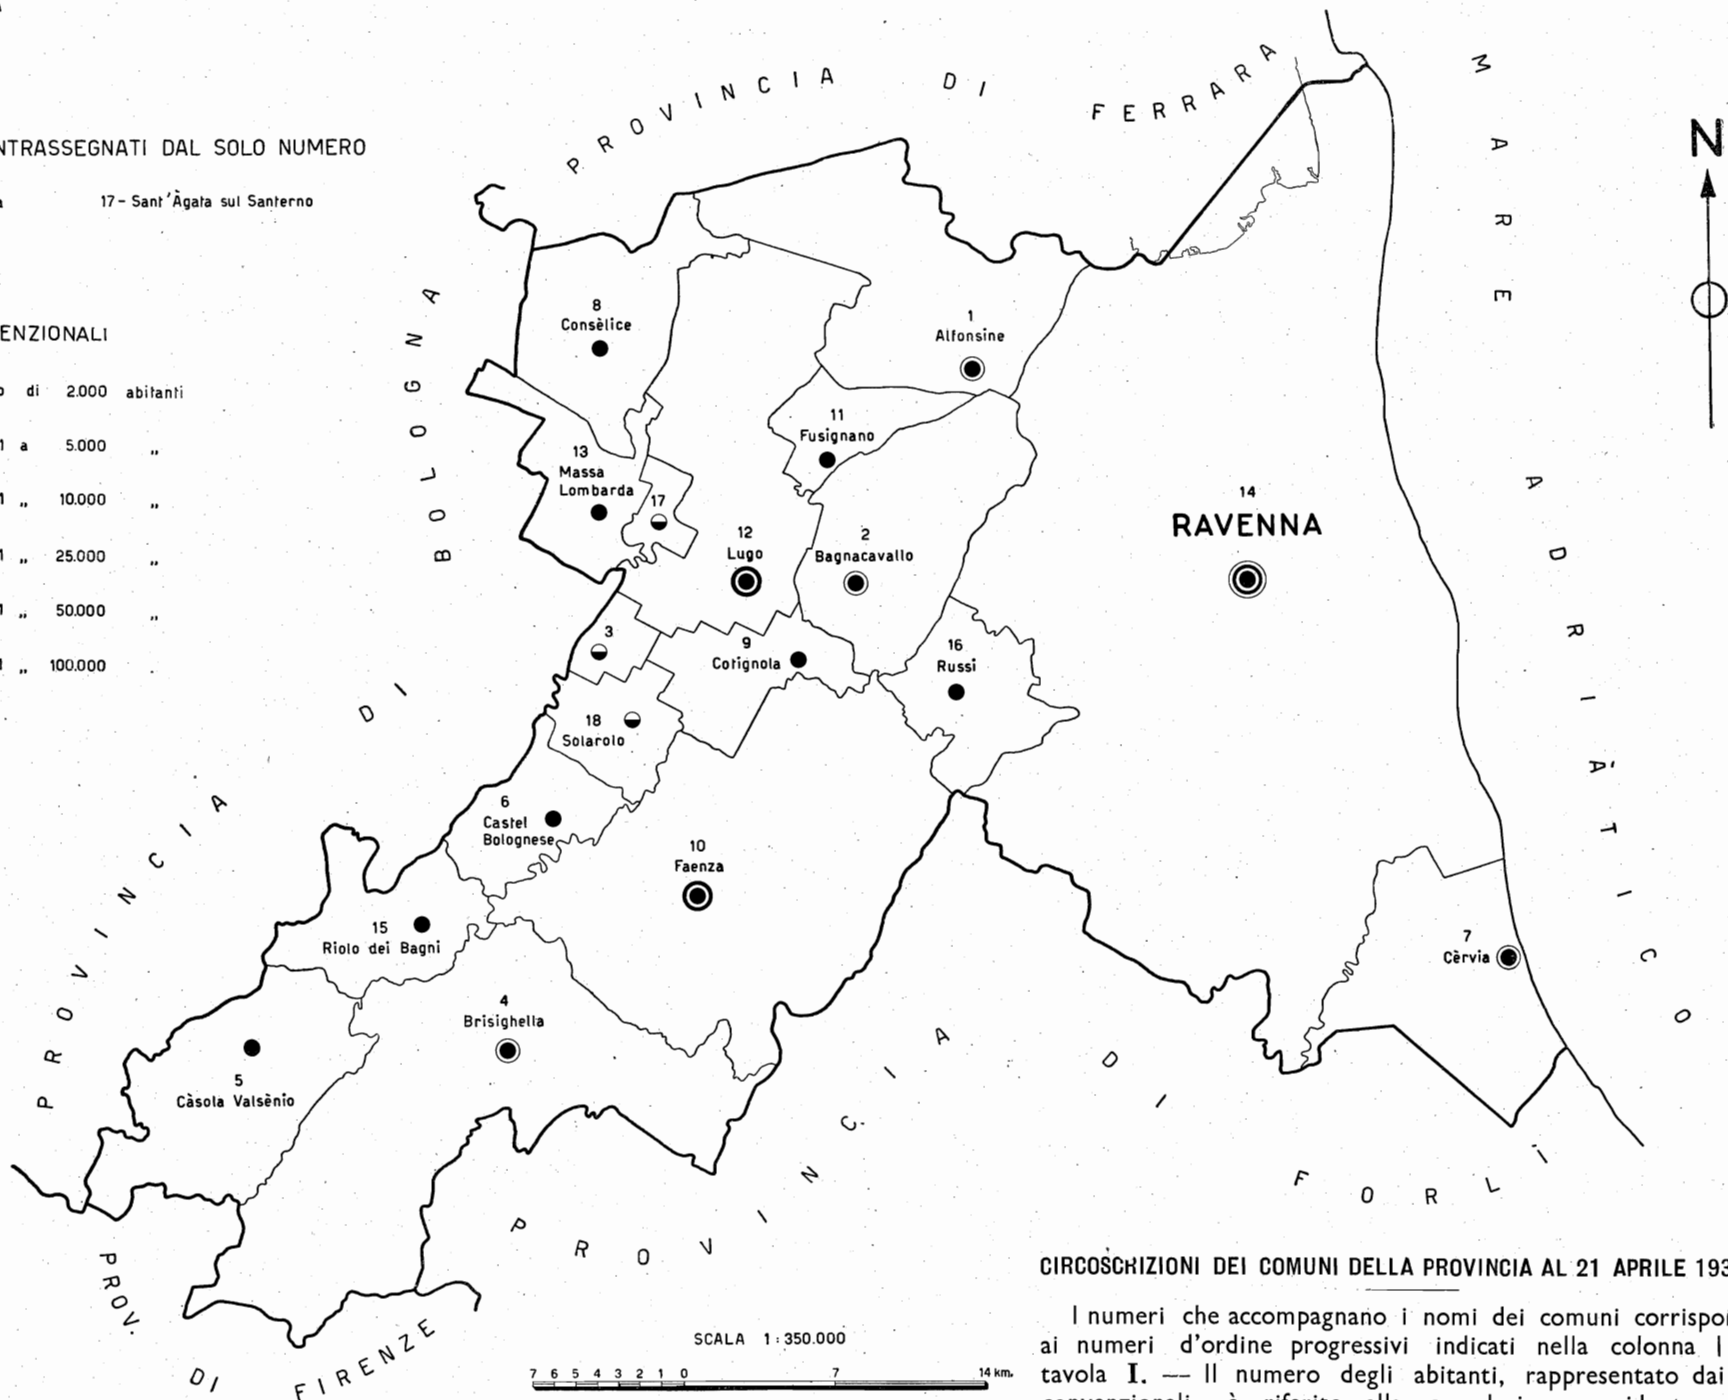 PROVINCIA DI FERRARA
MARE ADRIÀTICO
N
NTRASSEGNATI DAL SOLO NUMERO
a 17 - Sant'Àgata sul Santerno
ENZIONALI
o di 2.000 abitanti
1 a 5.000 „
1 „ 10.000 „
1 „ 25.000 „
1 „ 50.000 „
1 „ 100.000
PROVINCIA DI BOLOGNA
8
Consèlice
1
Alfonsine
11
Fusignano
13
Massa
Lombarda
17
14
RAVENNA
12
Lugo
2
Bagnacavallo
3
9
Cotignola
16
Russi
18
Solarolo
6
Castel
Bolognese
10
Faenza
15
Riolo dei Bagni
7
Cèrvia
4
Brisighella
5
Càsola Valsènio
PROVINCIA DI FORLÌ
PROV. DI FIRENZE
SCALA 1:350.000
7 6 5 4 3 2 1 0 7 14 km.
CIRCOSCRIZIONI DEI COMUNI DELLA PROVINCIA AL 21 APRILE 193
I numeri che accompagnano i nomi dei comuni corrispo
ai numeri d'ordine progressivi indicati nella colonna I
tavola I. — Il numero degli abitanti, rappresentato dai